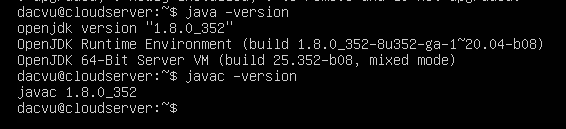 dacvu@cloudserver:~$ java -version
openjdk version "1.8.0_352"
OpenJDK Runtime Environment (build 1.8.0_352-8u352-ga-1~20.04-b08)
OpenJDK 64-Bit Server VM (build 25.352-b08, mixed mode)
dacvu@cloudserver:~$ javac -version
javac 1.8.0_352
dacvu@cloudserver:~$